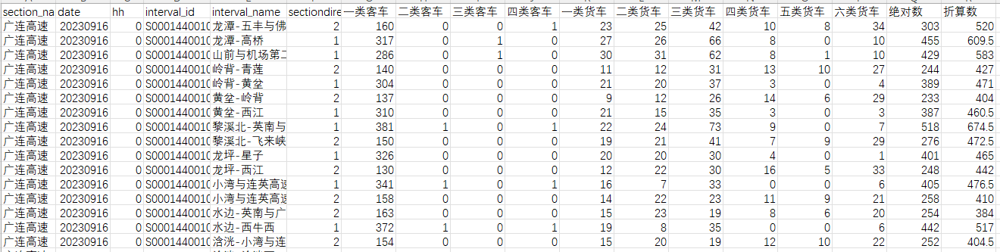 section_na date hh interval_id interval_name sectiondire 一类客车 二类客车 三类客车 四类客车 一类货车 二类货车 三类货车 四类货车 五类货车 六类货车 绝对数 折算数
广连高速 20230916 0 S0001440010 龙潭-五丰与佛 2 160 0 0 1 23 25 42 10 8 34 303 520
广连高速 20230916 0 S0001440010 龙潭-高桥 1 317 0 1 0 27 26 66 8 0 10 455 609.5
广连高速 20230916 0 S0001440010 山前与机场第二 1 286 0 1 0 30 31 62 8 1 10 429 583
广连高速 20230916 0 S0001440010 岭背-青莲 2 140 0 0 0 11 12 31 13 10 27 244 427
广连高速 20230916 0 S0001440010 岭背-黄坌 1 304 0 0 0 21 20 37 3 0 4 389 471
广连高速 20230916 0 S0001440010 黄坌-岭背 2 137 0 0 0 9 12 26 14 6 29 233 404
广连高速 20230916 0 S0001440010 黄坌-西江 1 310 0 0 0 21 15 35 3 0 3 387 460.5
广连高速 20230916 0 S0001440010 黎溪北-英南与 1 381 1 0 1 22 24 73 9 0 7 518 674.5
广连高速 20230916 0 S0001440010 黎溪北-飞来峡 2 150 0 0 0 19 21 41 7 9 29 276 472.5
广连高速 20230916 0 S0001440010 龙坪-星子 1 326 0 0 0 20 20 30 4 0 1 401 465
广连高速 20230916 0 S0001440010 龙坪-西江 2 130 0 0 0 12 22 30 16 5 33 248 442
广连高速 20230916 0 S0001440010 小湾与连英高速 1 341 1 0 1 16 7 33 0 0 6 405 476.5
广连高速 20230916 0 S0001440010 小湾与连英高速 2 158 0 0 0 14 22 23 11 9 21 258 410
广连高速 20230916 0 S0001440010 水边-英南与广 2 163 0 0 0 15 23 19 8 6 20 254 384
广连高速 20230916 0 S0001440010 水边-西牛西 1 372 1 0 1 19 8 35 0 0 6 442 517
广连高速 20230916 0 S0001440010 浛洸-小湾与连 2 154 0 0 0 15 20 19 12 10 22 252 404.5